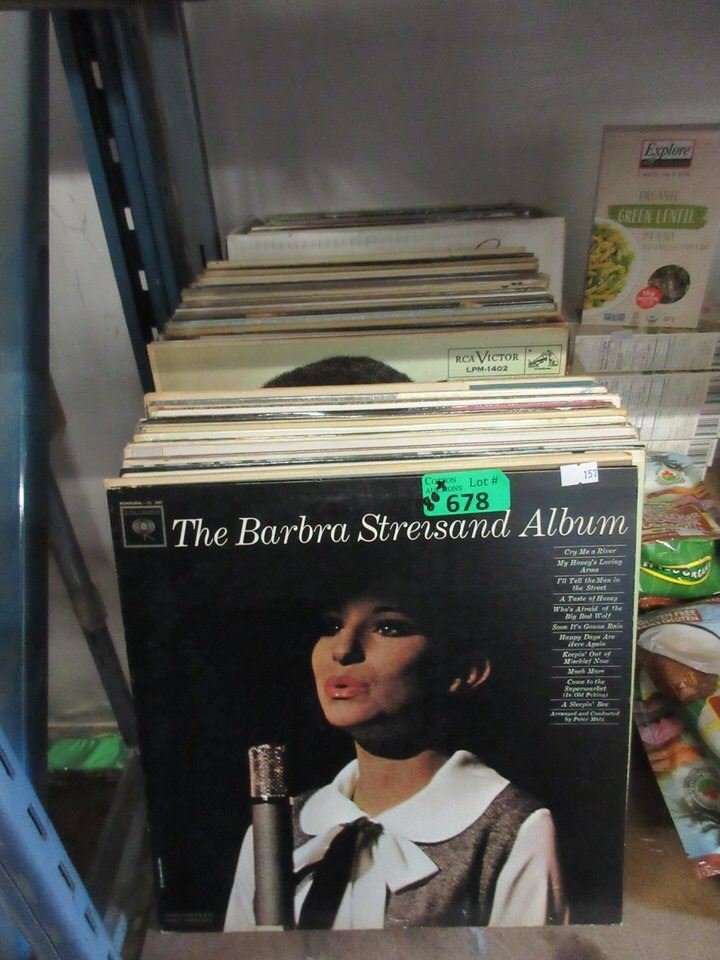 Explore
ORGANIC
GREEN LENTIL
PENNE
RCA VICTOR
LPM-1402
Lot #
678
157
COLUMBIA
The Barbra Streisand Album
Cry Me a River
My Honey's Loving
Arms
I'll Tell the Man in
the Street
A Taste of Honey
Who's Afraid of the
Big Bad Wolf
Soon It's Gonna Rain
Happy Days Are
Here Again
Keepin' Out of
Mischief Now
Much More
Come to the
Supermarket
(In Old Peking)
A Sleepin' Bee
Arranged and Conducted
by Peter Matz